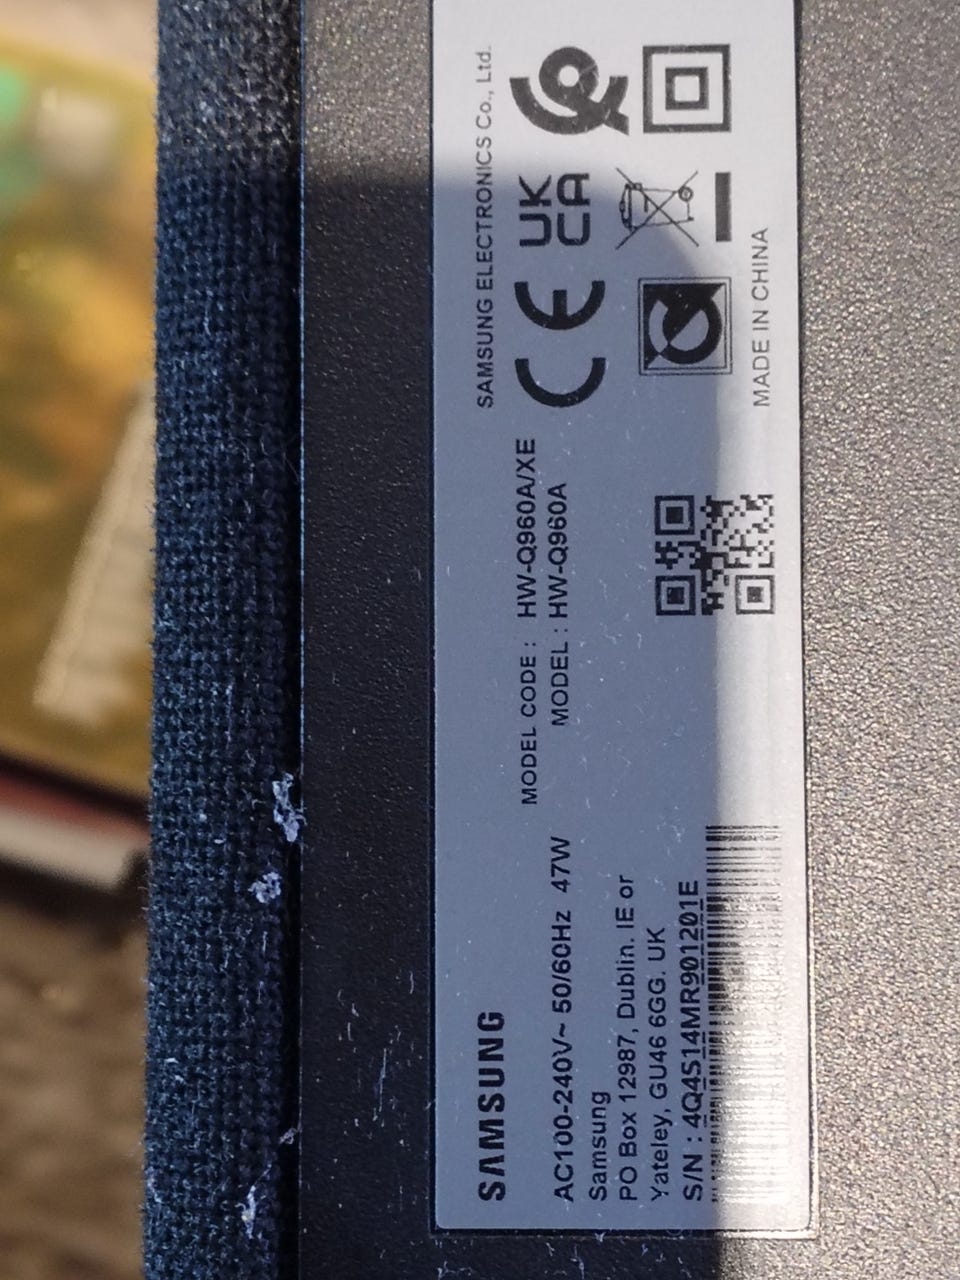 SAMSUNG
AC100-240V~ 50/60Hz 47W
Samsung
PO Box 12987, Dublin. IE or
Yateley, GU46 6GG. UK
S/N : 4Q4S14MR901201E
MODEL CODE : HW-Q960A/XE
MODEL : HW-Q960A
SAMSUNG ELECTRONICS Co., Ltd.
CE
UK
CA
MADE IN CHINA